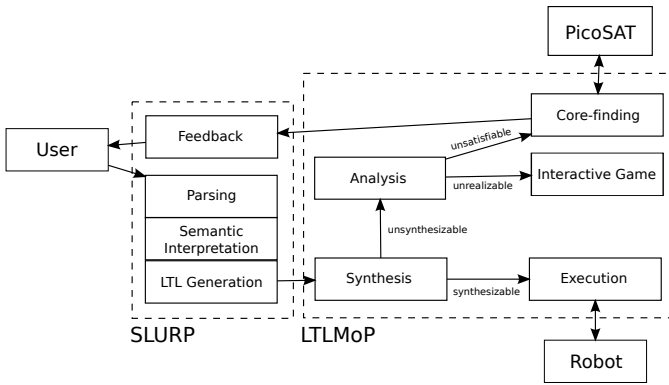 PicoSAT
Core-finding
Feedback
unsatisfiable
User
Analysis
Interactive Game
unrealizable
Parsing
Semantic
Interpretation
unsynthesizable
LTL Generation
Synthesis
Execution
synthesizable
SLURP
LTLMoP
Robot